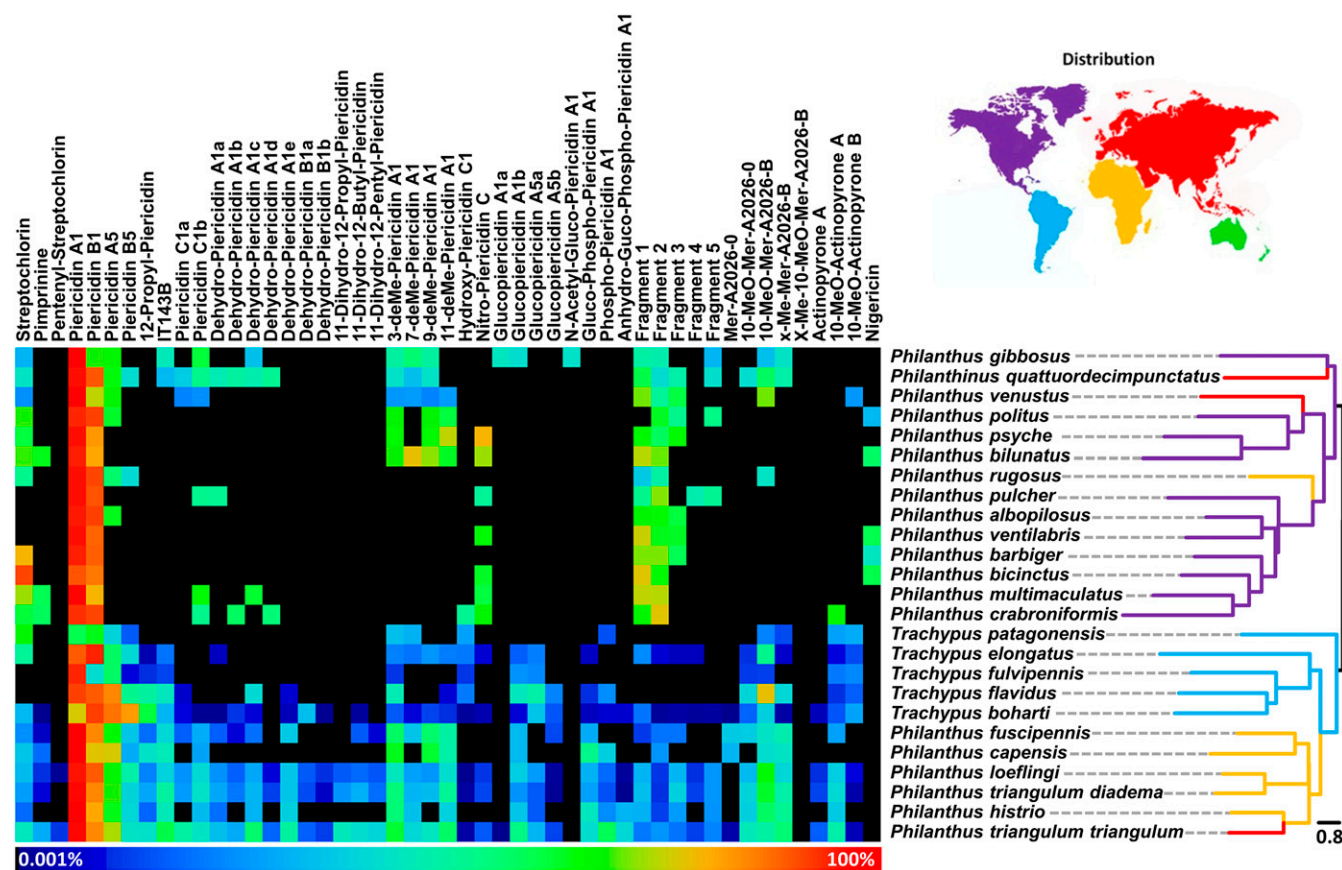 Distribution
Streptochlorin
Pimprinine
Pentenyl-Streptochlorin
Piericidin A1
Piericidin B1
Piericidin A5
Piericidin B5
12-Propyl-Piericidin
IT143B
Piericidin C1a
Piericidin C1b
Dehydro-Piericidin A1a
Dehydro-Piericidin A1b
Dehydro-Piericidin A1c
Dehydro-Piericidin A1d
Dehydro-Piericidin A1e
Dehydro-Piericidin B1a
Dehydro-Piericidin B1b
11-Dihydro-12-Propyl-Piericidin
11-Dihydro-12-Butyl-Piericidin
11-Dihydro-12-Pentyl-Piericidin
3-deMe-Piericidin A1
7-deMe-Piericidin A1
9-deMe-Piericidin A1
11-deMe-Piericidin A1
Hydroxy-Piericidin C1
Nitro-Piericidin C
Glucopiericidin A1a
Glucopiericidin A1b
Glucopiericidin A5a
Glucopiericidin A5b
N-Acetyl-Gluco-Piericidin A1
Gluco-Phospho-Piericidin A1
Phospho-Piericidin A1
Anhydro-Guco-Phospho-Piericidin A1
Fragment 1
Fragment 2
Fragment 3
Fragment 4
Fragment 5
Mer-A2026-0
10-MeO-Mer-A2026-0
10-MeO-Mer-A2026-B
x-Me-Mer-A2026-B
X-Me-10-MeO-Mer-A2026-B
Actinopyrone A
10-MeO-Actinopyrone A
10-MeO-Actinopyrone B
Nigericin
Philanthus gibbosus
Philanthinus quattuordecimpunctatus
Philanthus venustus
Philanthus politus
Philanthus psyche
Philanthus bilunatus
Philanthus rugosus
Philanthus pulcher
Philanthus albopilosus
Philanthus ventilabris
Philanthus barbiger
Philanthus bicinctus
Philanthus multimaculatus
Philanthus crabroniformis
Trachypus patagonensis
Trachypus elongatus
Trachypus fulvipennis
Trachypus flavidus
Trachypus boharti
Philanthus fuscipennis
Philanthus capensis
Philanthus loeflingi
Philanthus triangulum diadema
Philanthus histrio
Philanthus triangulum triangulum
0.8
0.001%
100%